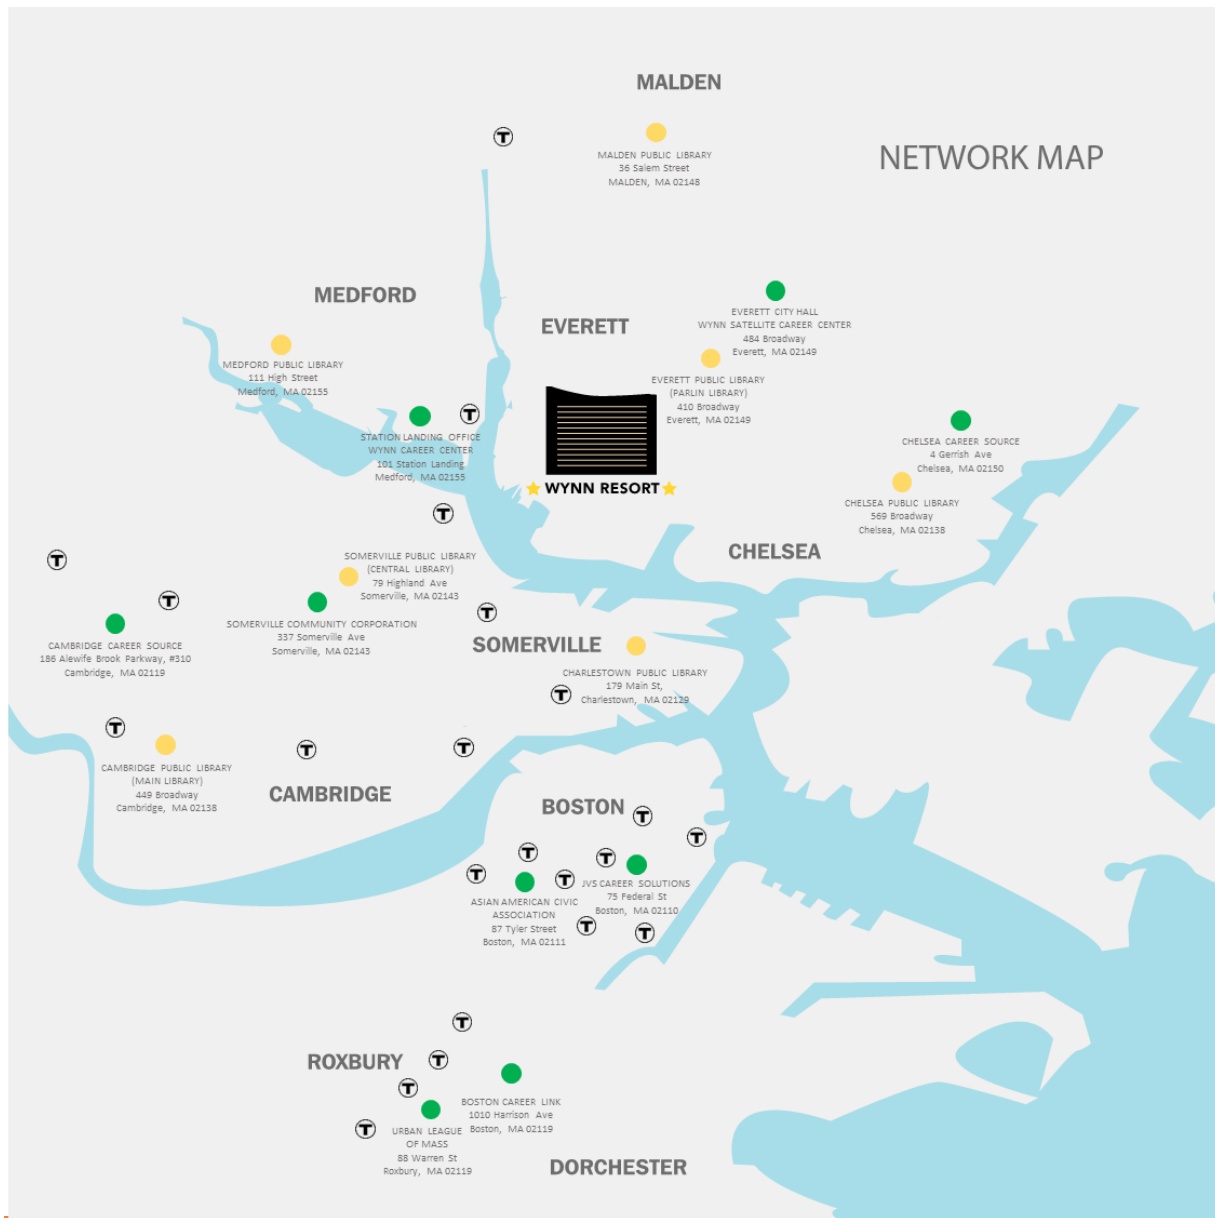 MALDEN
T
MALDEN PUBLIC LIBRARY
36 Salem Street
MALDEN, MA 02148
NETWORK MAP
MEDFORD
EVERETT
EVERETT CITY HALL
WYNN SATELLITE CAREER CENTER
484 Broadway
Everett, MA 02149
MEDFORD PUBLIC LIBRARY
111 High Street
Medford, MA 02155
EVERETT PUBLIC LIBRARY
(PARLIN LIBRARY)
410 Broadway
Everett, MA 02149
T
STATION LANDING OFFICE
WYNN CAREER CENTER
101 Station Landing
Medford, MA 02155
CHELSEA CAREER SOURCE
4 Gerrish Ave
Chelsea, MA 02150
WYNN RESORT
CHELSEA PUBLIC LIBRARY
569 Broadway
Chelsea, MA 02138
T
CHELSEA
T
SOMERVILLE PUBLIC LIBRARY
(CENTRAL LIBRARY)
79 Highland Ave
Somerville, MA 02143
T
T
SOMERVILLE COMMUNITY CORPORATION
337 Somerville Ave
Somerville, MA 02143
SOMERVILLE
CAMBRIDGE CAREER SOURCE
186 Alewife Brook Parkway, #310
Cambridge, MA 02119
CHARLESTOWN PUBLIC LIBRARY
179 Main St,
Charlestown, MA 02129
T
T
T
T
CAMBRIDGE PUBLIC LIBRARY
(MAIN LIBRARY)
449 Broadway
Cambridge, MA 02138
CAMBRIDGE
BOSTON
T
T
T
T
T
T
JVS CAREER SOLUTIONS
75 Federal St
Boston, MA 02110
ASIAN AMERICAN CIVIC
ASSOCIATION
87 Tyler Street
Boston, MA 02111
T
T
T
ROXBURY
T
T
BOSTON CAREER LINK
1010 Harrison Ave
Boston, MA 02119
T
URBAN LEAGUE
OF MASS
88 Warren St
Roxbury, MA 02119
DORCHESTER